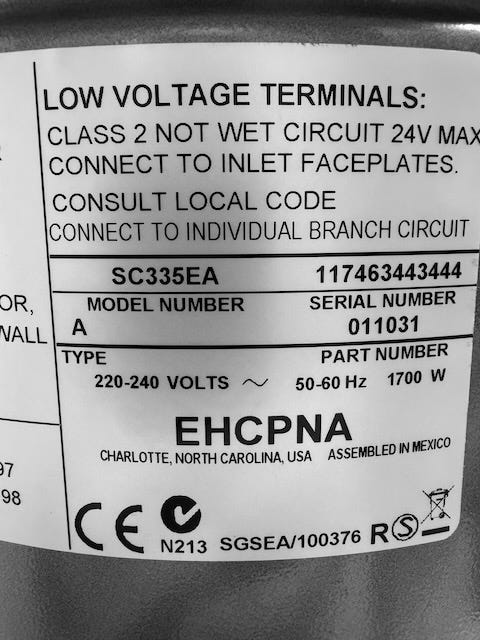 LOW VOLTAGE TERMINALS:
CLASS 2 NOT WET CIRCUIT 24V MAX
CONNECT TO INLET FACEPLATES.
CONSULT LOCAL CODE
CONNECT TO INDIVIDUAL BRANCH CIRCUIT
SC335EA 117463443444
MODEL NUMBER SERIAL NUMBER
OR,
A 011031
WALL
TYPE PART NUMBER
220-240 VOLTS ~ 50-60 Hz 1700 W
EHCPNA
CHARLOTTE, NORTH CAROLINA, USA ASSEMBLED IN MEXICO
97
98
CE
N213 SGSEA/100376 R S